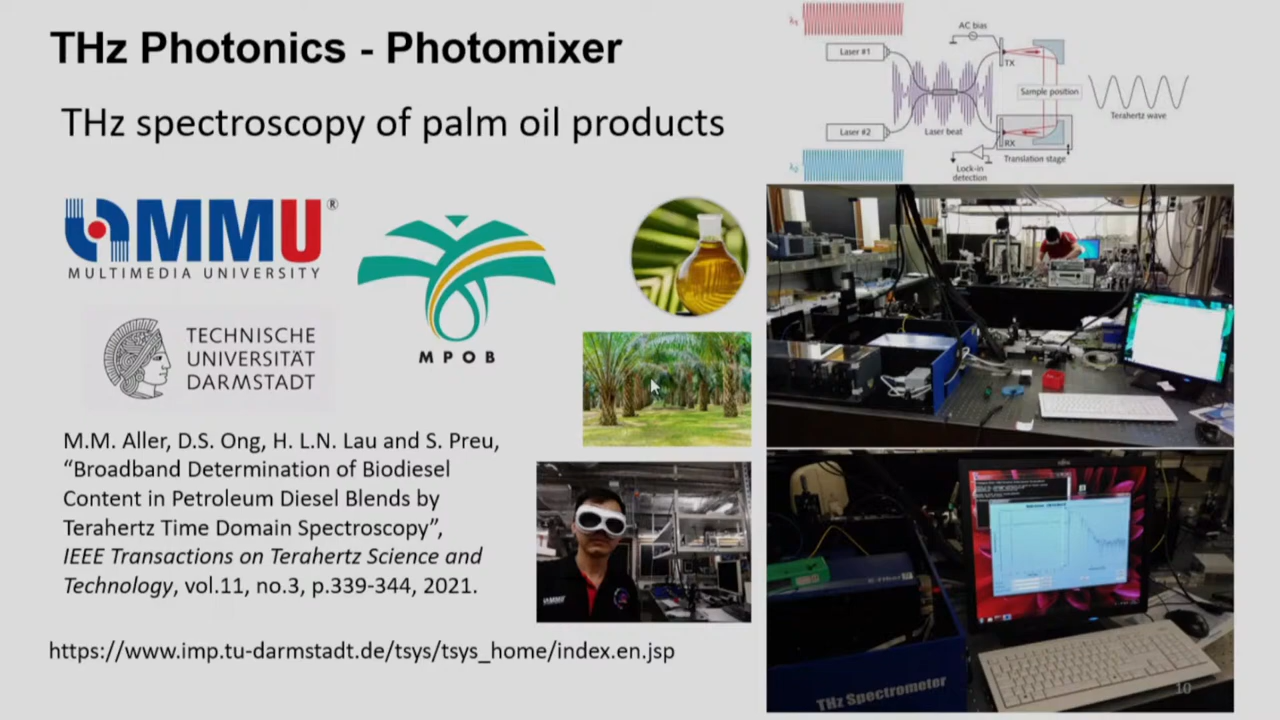 THz Photonics - Photomixer
THz spectroscopy of palm oil products
MMU®
MULTIMEDIA UNIVERSITY
MPOB
TECHNISCHE
UNIVERSITÄT
DARMSTADT
M.M. Aller, D.S. Ong, H. L.N. Lau and S. Preu,
“Broadband Determination of Biodiesel
Content in Petroleum Diesel Blends by
Terahertz Time Domain Spectroscopy”,
IEEE Transactions on Terahertz Science and
Technology, vol.11, no.3, p.339-344, 2021.
https://www.imp.tu-darmstadt.de/tsys/tsys_home/index.en.jsp
AC bias
Laser #1
TX
Sample position
Terahertz wave
Laser #2
Laser beat
RX
Translation stage
Lock-in
detection
MMU
FUJITSU
THz Spectrometer
10